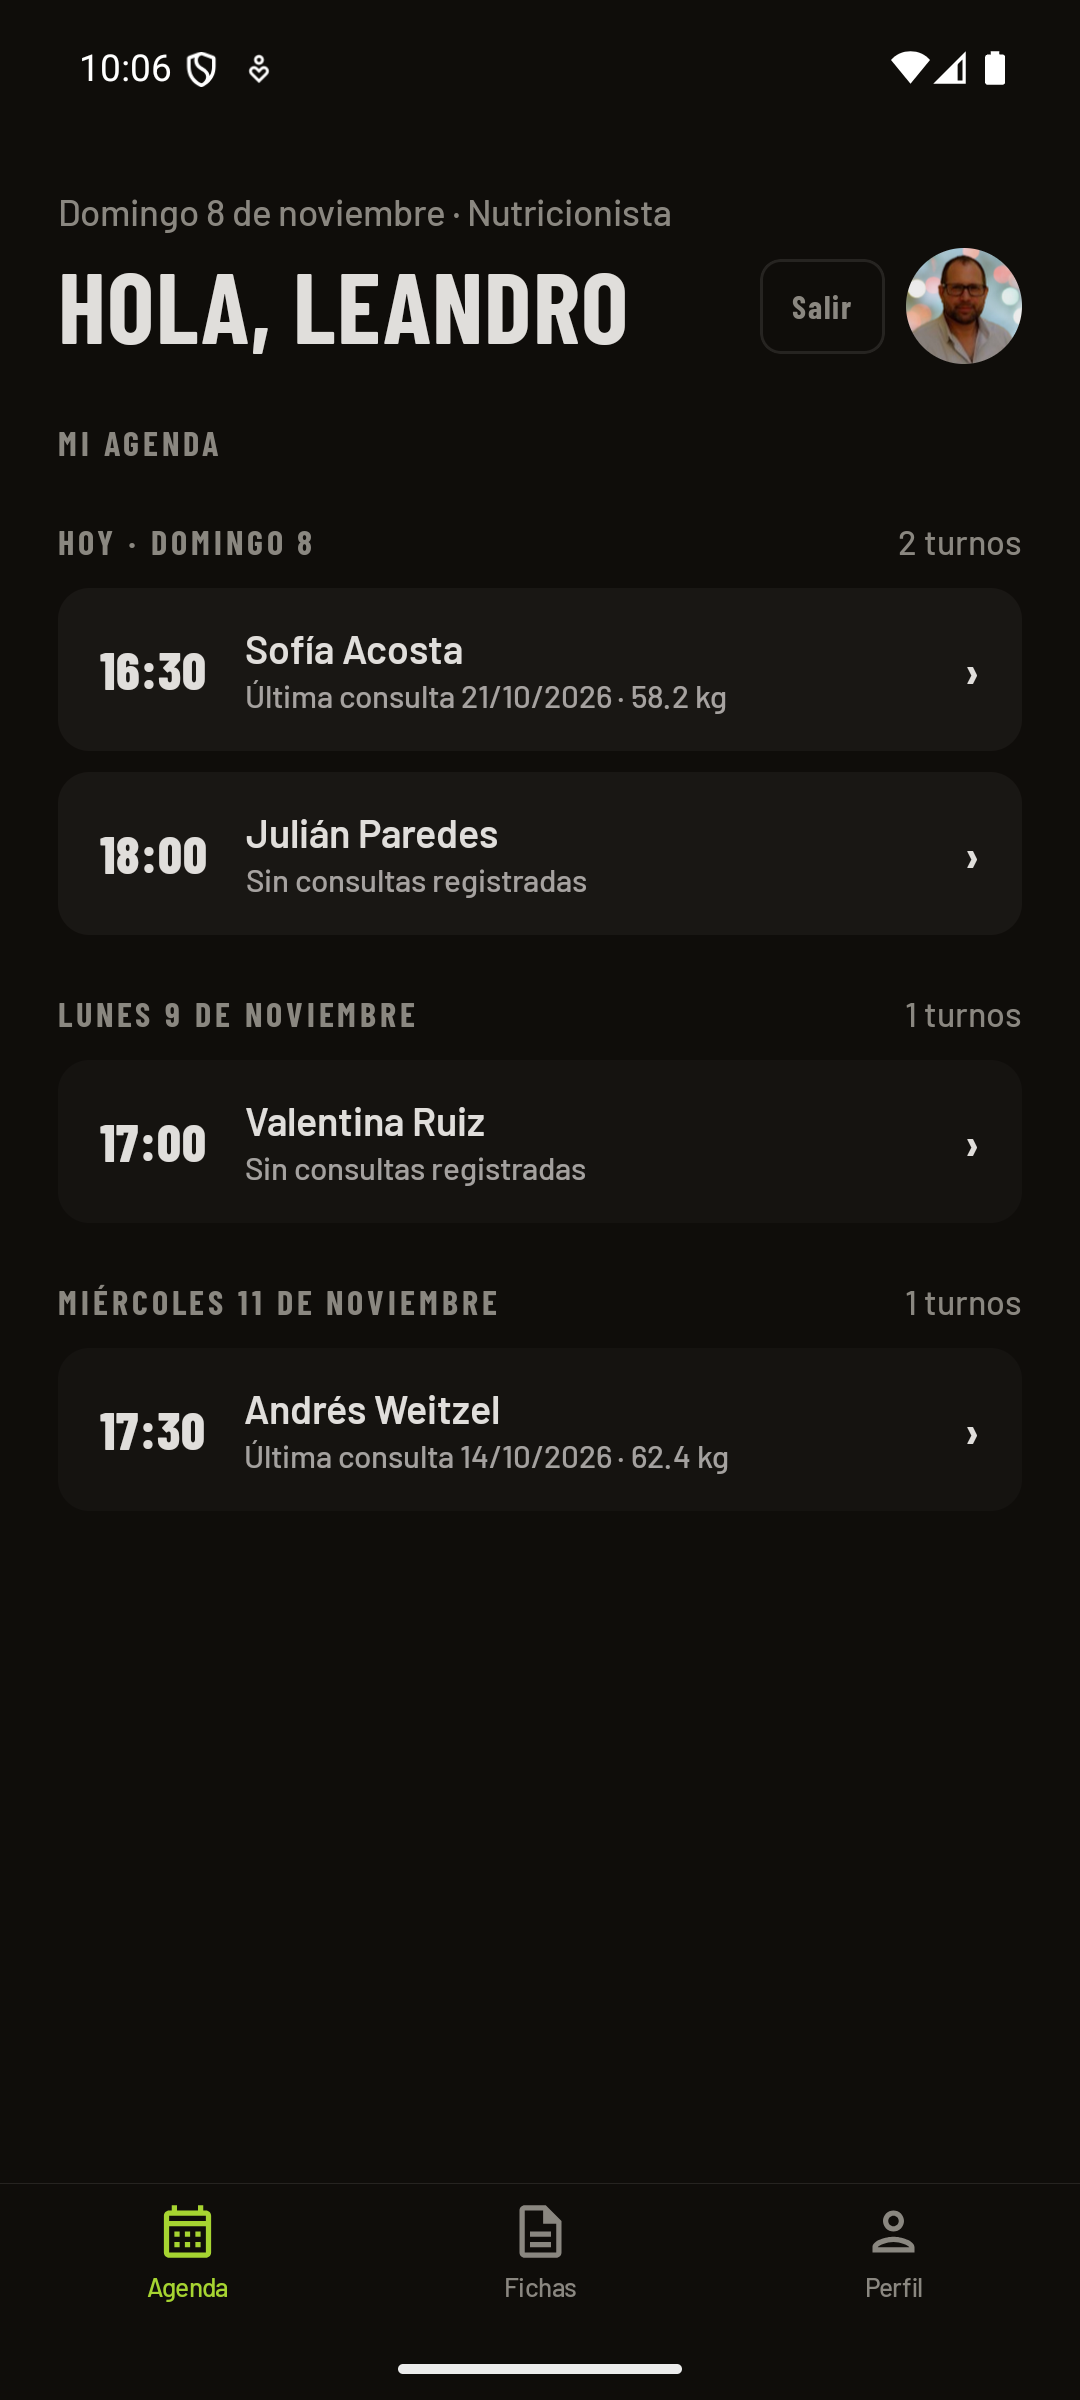 10:06
Domingo 8 de noviembre · Nutricionista
HOLA, LEANDRO
Salir
MI AGENDA
HOY · DOMINGO 8
2 turnos
16:30
Sofía Acosta
Última consulta 21/10/2026 · 58.2 kg
›
18:00
Julián Paredes
Sin consultas registradas
›
LUNES 9 DE NOVIEMBRE
1 turnos
17:00
Valentina Ruiz
Sin consultas registradas
›
MIÉRCOLES 11 DE NOVIEMBRE
1 turnos
17:30
Andrés Weitzel
Última consulta 14/10/2026 · 62.4 kg
›
Agenda
Fichas
Perfil